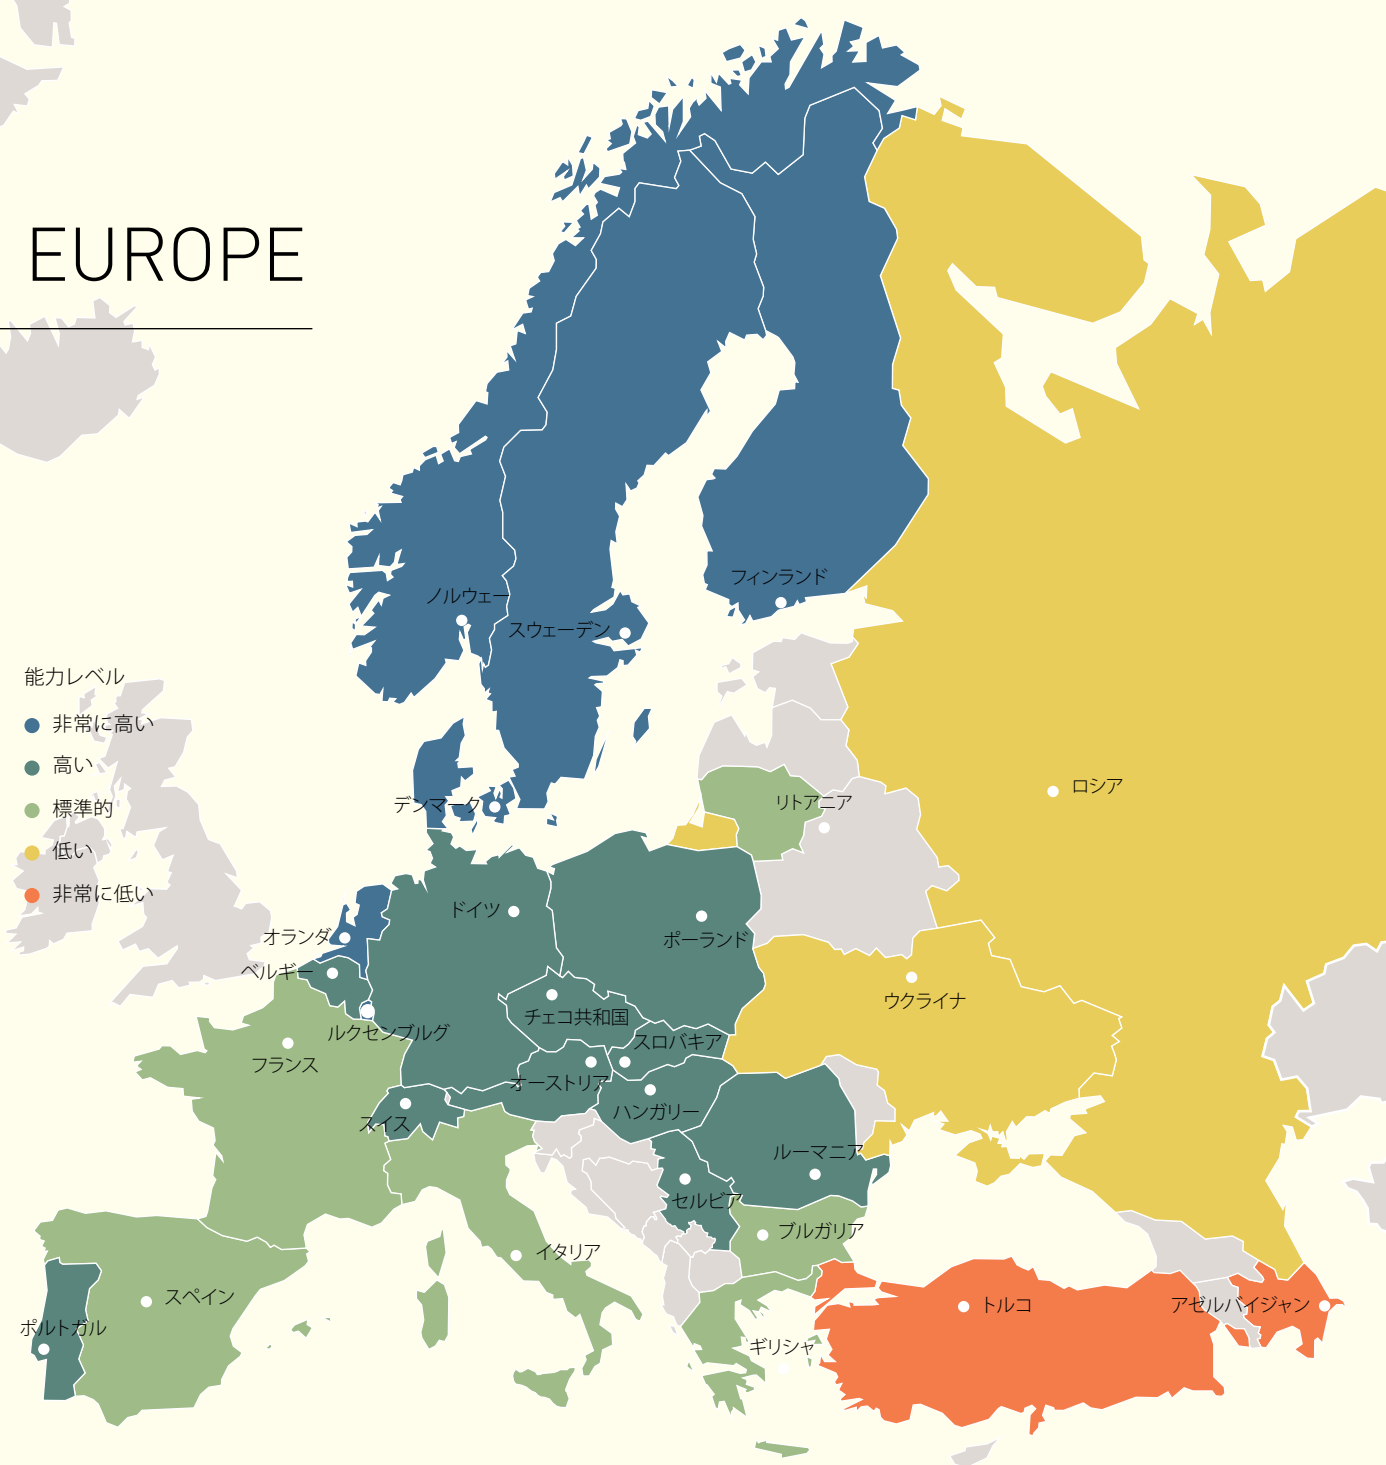 EUROPE
能力レベル
非常に高い
高い
標準的
低い
非常に低い
フィンランド
ノルウェー
スウェーデン
デンマーク
リトアニア
ロシア
ドイツ
ポーランド
オランダ
ベルギー
ウクライナ
チェコ共和国
ルクセンブルグ
スロバキア
フランス
オーストリア
ハンガリー
スイス
ルーマニア
セルビア
ブルガリア
イタリア
スペイン
トルコ
アゼルバイジャン
ポルトガル
ギリシャ